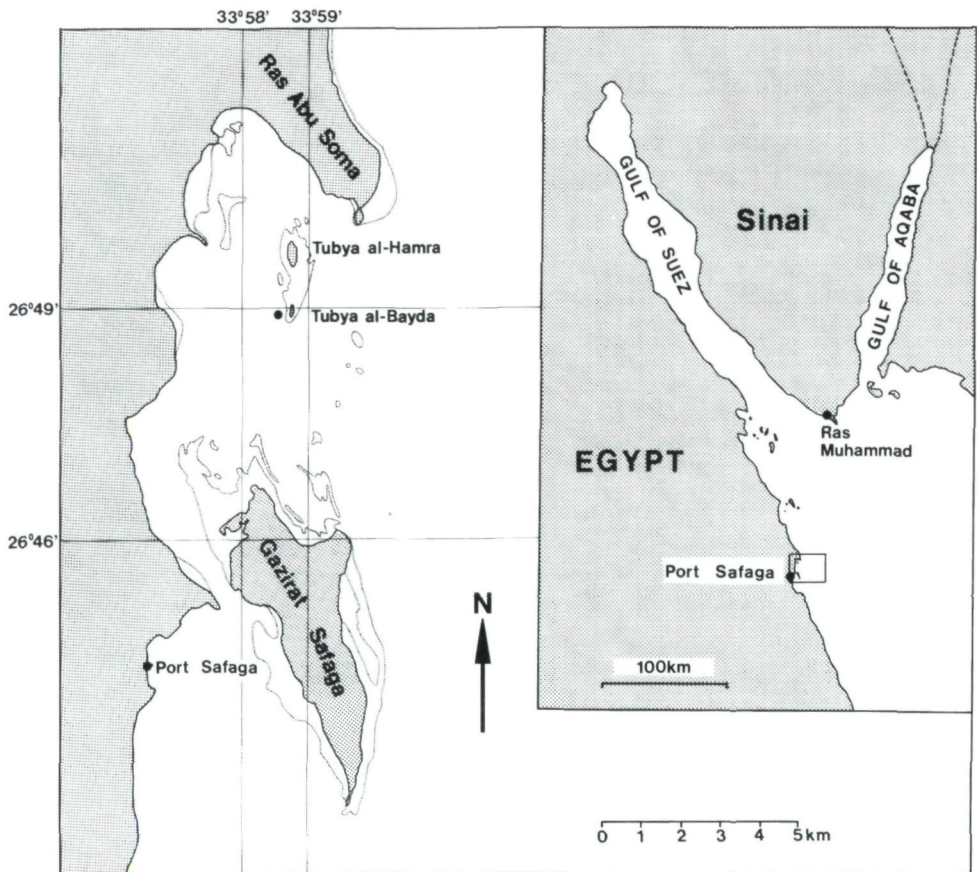 33°58' 33°59'
Ras Abu Soma
Tubya al-Hamra
26°49'
Tubya al-Bayda
26°46'
Gazirat
Safaga
Port Safaga
N
0 1 2 3 4 5km
GULF OF SUEZ
Sinai
GULF OF AQABA
Ras
Muhammad
EGYPT
Port Safaga
100km